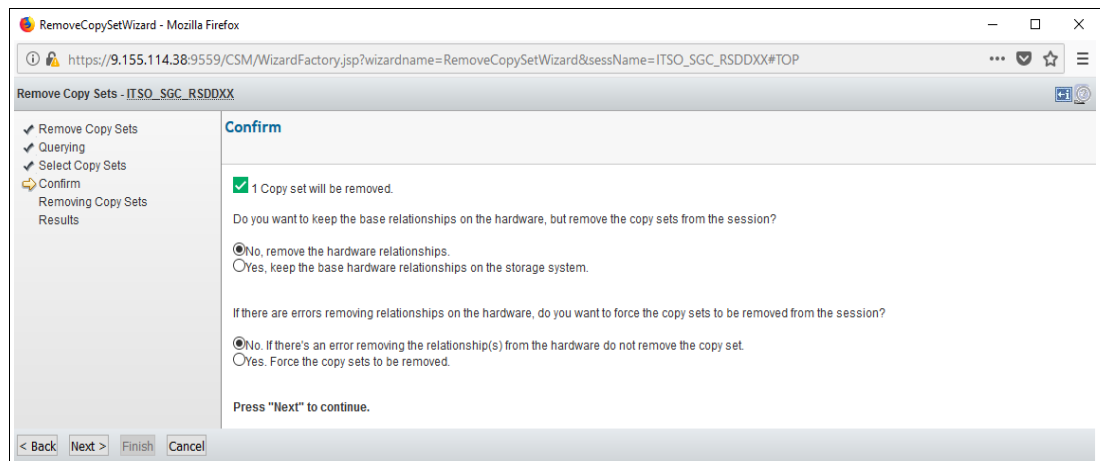 RemoveCopySetWizard - Mozilla Firefox
https://9.155.114.38:9559/CSM/WizardFactory.jsp?wizardname=RemoveCopySetWizard&sessName=ITSO_SGC_RSDDXX#TOP
Remove Copy Sets - ITSO_SGC_RSDDXX
Remove Copy Sets
Querying
Select Copy Sets
Confirm
Removing Copy Sets
Results
Confirm
1 Copy set will be removed.
Do you want to keep the base relationships on the hardware, but remove the copy sets from the session?
No, remove the hardware relationships.
Yes, keep the base hardware relationships on the storage system.
If there are errors removing relationships on the hardware, do you want to force the copy sets to be removed from the session?
No. If there's an error removing the relationship(s) from the hardware do not remove the copy set.
Yes. Force the copy sets to be removed.
Press "Next" to continue.
< Back Next > Finish Cancel